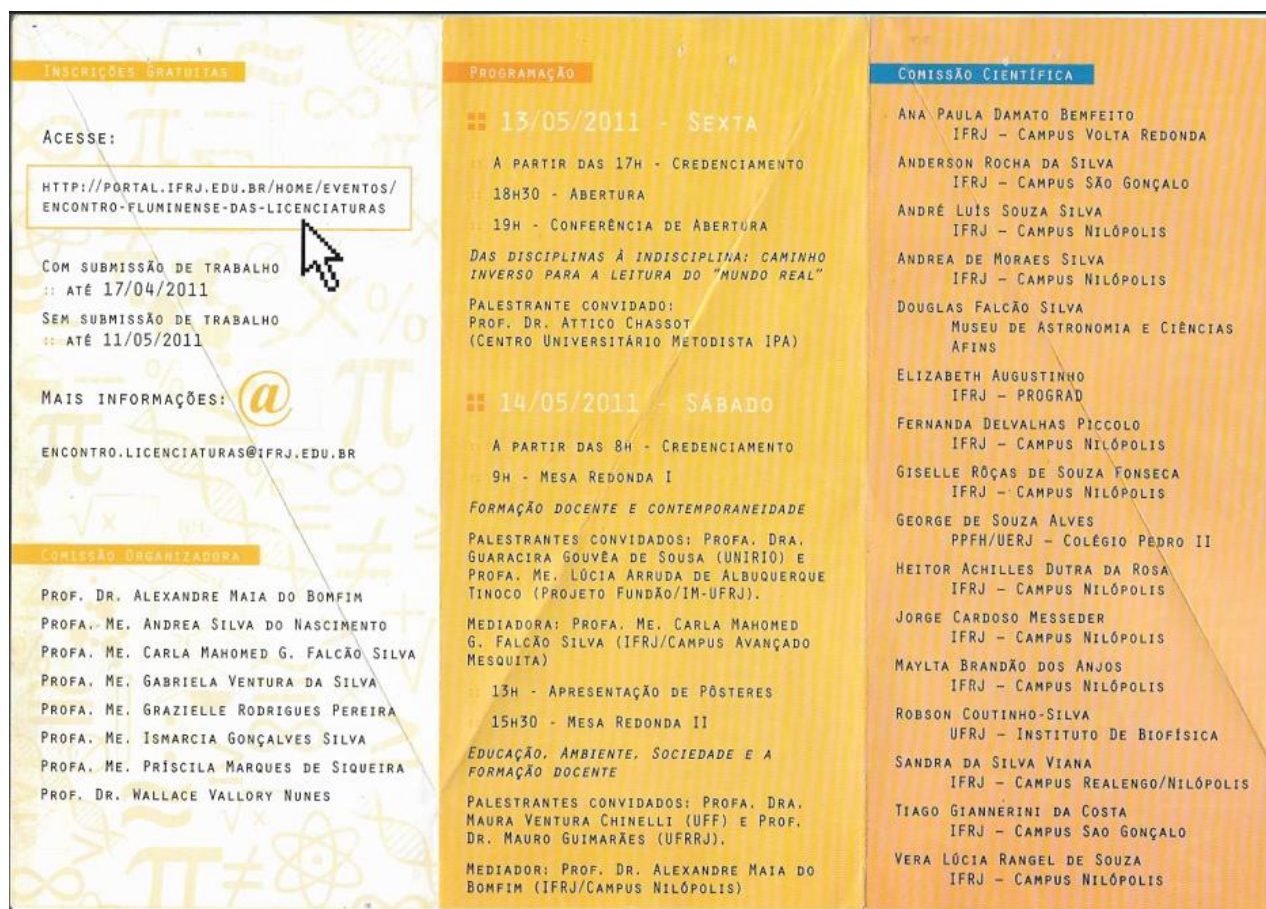 INSCRIÇÕES GRATUITAS
ACESSE:
HTTP://PORTAL.IFRJ.EDU.BR/HOME/EVENTOS/
ENCONTRO-FLUMINENSE-DAS-LICENCIATURAS
COM SUBMISSÃO DE TRABALHO
:: ATÉ 17/04/2011
SEM SUBMISSÃO DE TRABALHO
:: ATÉ 11/05/2011
MAIS INFORMAÇÕES: @
ENCONTRO.LICENCIATURAS@IFRJ.EDU.BR
COMISSÃO ORGANIZADORA
PROF. DR. ALEXANDRE MAIA DO BOMFIM
PROFA. ME. ANDREA SILVA DO NASCIMENTO
PROFA. ME. CARLA MAHOMED G. FALCÃO SILVA
PROFA. ME. GABRIELA VENTURA DA SILVA
PROFA. ME. GRAZIELLE RODRIGUES PEREIRA
PROFA. ME. ISMARCIA GONÇALVES SILVA
PROFA. ME. PRÍSCILA MARQUES DE SIQUEIRA
PROF. DR. WALLACE VALLORY NUNES
PROGRAMAÇÃO
13/05/2011 - SEXTA
:: A PARTIR DAS 17H - CREDENCIAMENTO
:: 18H30 - ABERTURA
:: 19H - CONFERÊNCIA DE ABERTURA
DAS DISCIPLINAS À INDISCIPLINA: CAMINHO
INVERSO PARA A LEITURA DO "MUNDO REAL"
PALESTRANTE CONVIDADO:
PROF. DR. ATTICO CHASSOT
(CENTRO UNIVERSITÁRIO METODISTA IPA)
14/05/2011 - SÁBADO
:: A PARTIR DAS 8H - CREDENCIAMENTO
:: 9H - MESA REDONDA I
FORMAÇÃO DOCENTE E CONTEMPORANEIDADE
PALESTRANTES CONVIDADOS: PROFA. DRA.
GUARACIRA GOUVÊA DE SOUSA (UNIRIO) E
PROFA. ME. LÚCIA ARRUDA DE ALBUQUERQUE
TINOCO (PROJETO FUNDÃO/IM-UFRJ).
MEDIADORA: PROFA. ME. CARLA MAHOMED
G. FALCÃO SILVA (IFRJ/CAMPUS AVANÇADO
MESQUITA)
:: 13H - APRESENTAÇÃO DE PÔSTERES
:: 15H30 - MESA REDONDA II
EDUCAÇÃO, AMBIENTE, SOCIEDADE E A
FORMAÇÃO DOCENTE
PALESTRANTES CONVIDADOS: PROFA. DRA.
MAURA VENTURA CHINELLI (UFF) E PROF.
DR. MAURO GUIMARÃES (UFRRJ).
MEDIADOR: PROF. DR. ALEXANDRE MAIA DO
BOMFIM (IFRJ/CAMPUS NILÓPOLIS)
COMISSÃO CIENTÍFICA
ANA PAULA DAMATO BEMFEITO
IFRJ – CAMPUS VOLTA REDONDA
ANDERSON ROCHA DA SILVA
IFRJ – CAMPUS SÃO GONÇALO
ANDRÉ LUÍS SOUZA SILVA
IFRJ – CAMPUS NILÓPOLIS
ANDREA DE MORAES SILVA
IFRJ – CAMPUS NILÓPOLIS
DOUGLAS FALCÃO SILVA
MUSEU DE ASTRONOMIA E CIÊNCIAS
AFINS
ELIZABETH AUGUSTINHO
IFRJ – PROGRAD
FERNANDA DELVALHAS PICCOLO
IFRJ – CAMPUS NILÓPOLIS
GISELLE RÔÇAS DE SOUZA FONSECA
IFRJ – CAMPUS NILÓPOLIS
GEORGE DE SOUZA ALVES
PPFH/UERJ – COLÉGIO PEDRO II
HEITOR ACHILLES DUTRA DA ROSA
IFRJ – CAMPUS NILÓPOLIS
JORGE CARDOSO MESSEDER
IFRJ – CAMPUS NILÓPOLIS
MAYLTA BRANDÃO DOS ANJOS
IFRJ – CAMPUS NILÓPOLIS
ROBSON COUTINHO-SILVA
UFRJ – INSTITUTO DE BIOFÍSICA
SANDRA DA SILVA VIANA
IFRJ – CAMPUS REALENGO/NILÓPOLIS
TIAGO GIANNERINI DA COSTA
IFRJ – CAMPUS SAO GONÇALO
VERA LÚCIA RANGEL DE SOUZA
IFRJ – CAMPUS NILÓPOLIS